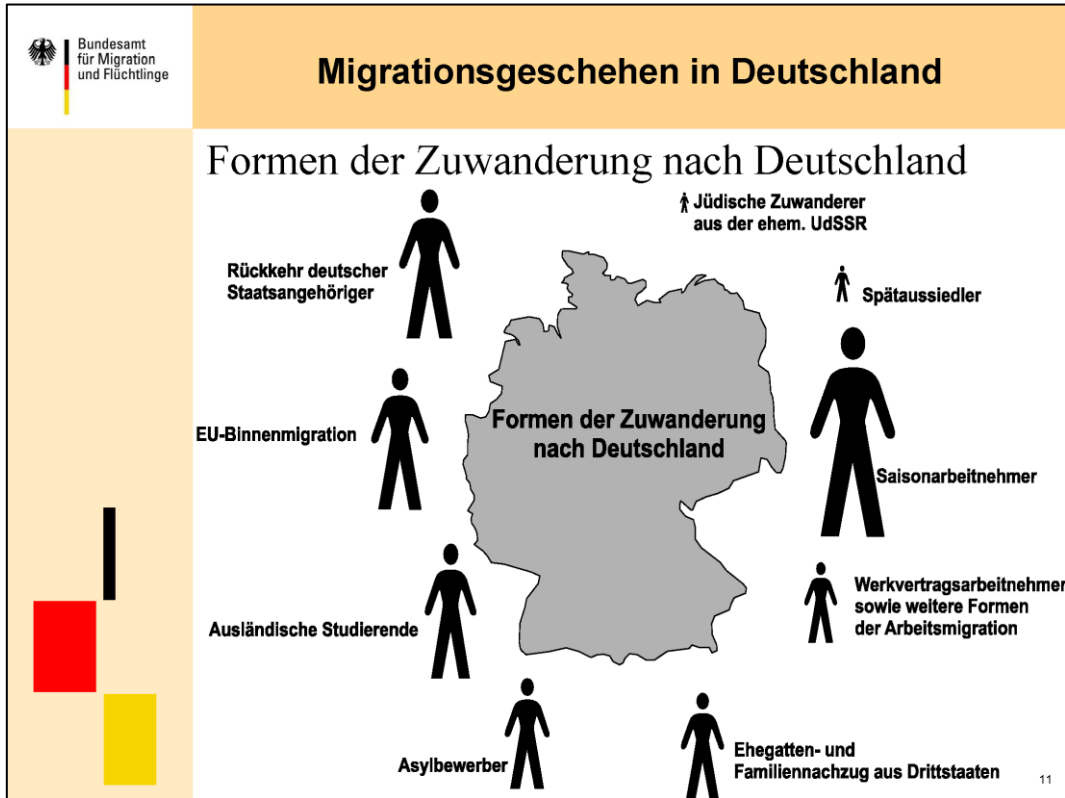 Bundesamt
für Migration
und Flüchtlinge
Migrationsgeschehen in Deutschland
Formen der Zuwanderung nach Deutschland
Jüdische Zuwanderer
aus der ehem. UdSSR
Rückkehr deutscher
Staatsangehöriger
Spätaussiedler
EU-Binnenmigration
Formen der Zuwanderung
nach Deutschland
Saisonarbeitnehmer
Ausländische Studierende
Werkvertragsarbeitnehmer
sowie weitere Formen
der Arbeitsmigration
Asylbewerber
Ehegatten- und
Familiennachzug aus Drittstaaten
11